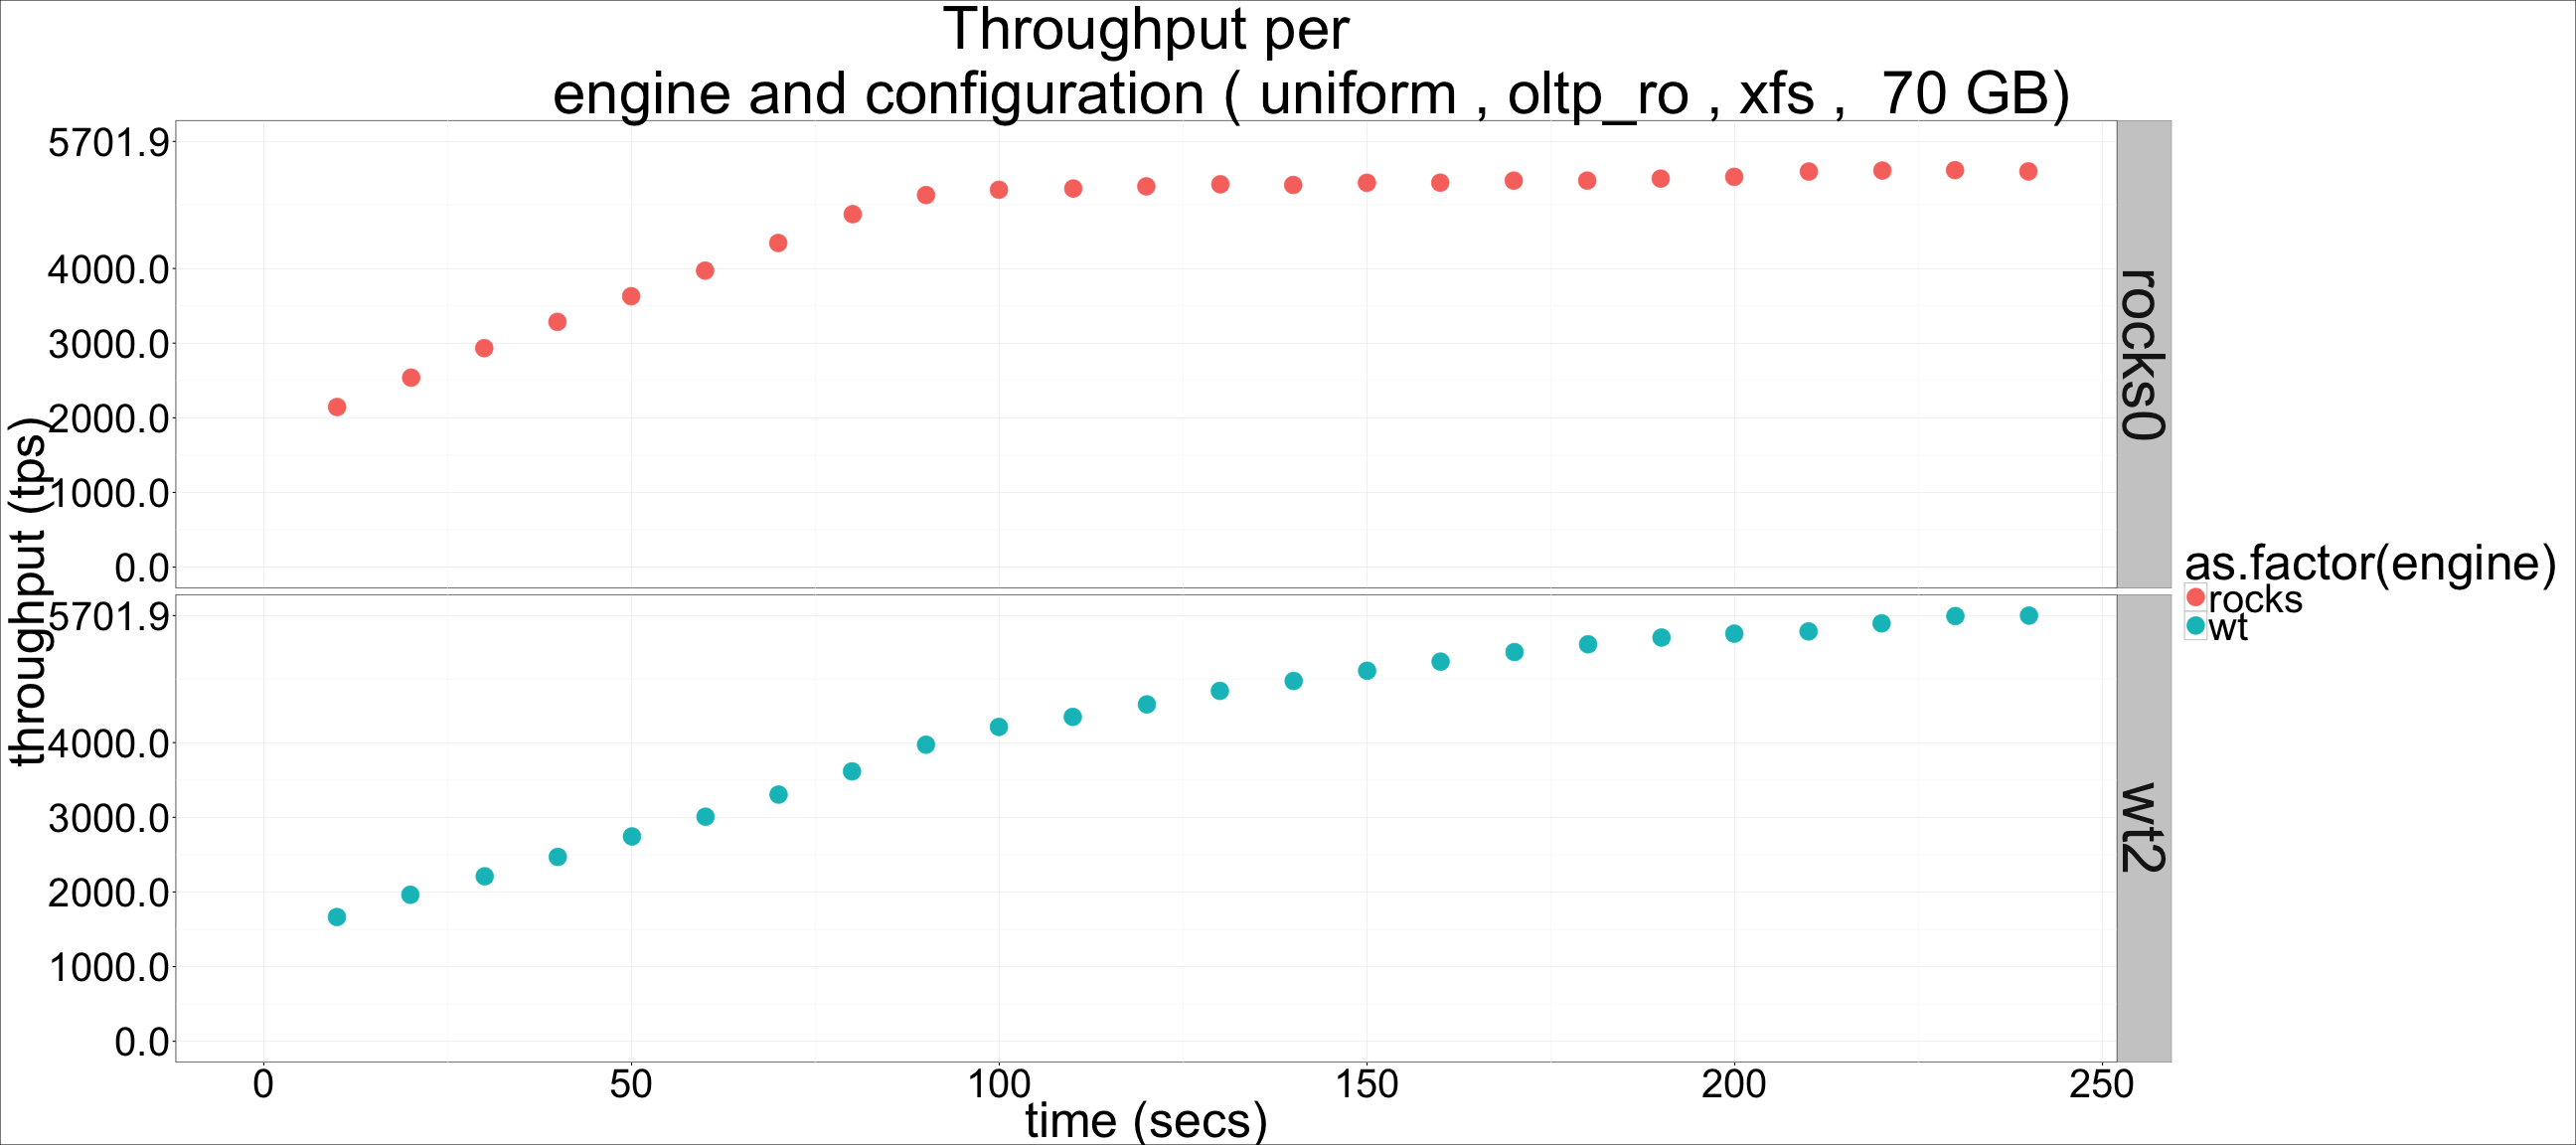 Throughput per
engine and configuration ( uniform , oltp_ro , xfs , 70 GB)
throughput (tps)
5701.9
4000.0
3000.0
2000.0
1000.0
0.0
rocks0
5701.9
4000.0
3000.0
2000.0
1000.0
0.0
wt2
0 50 100 150 200 250
time (secs)
as.factor(engine)
rocks
wt